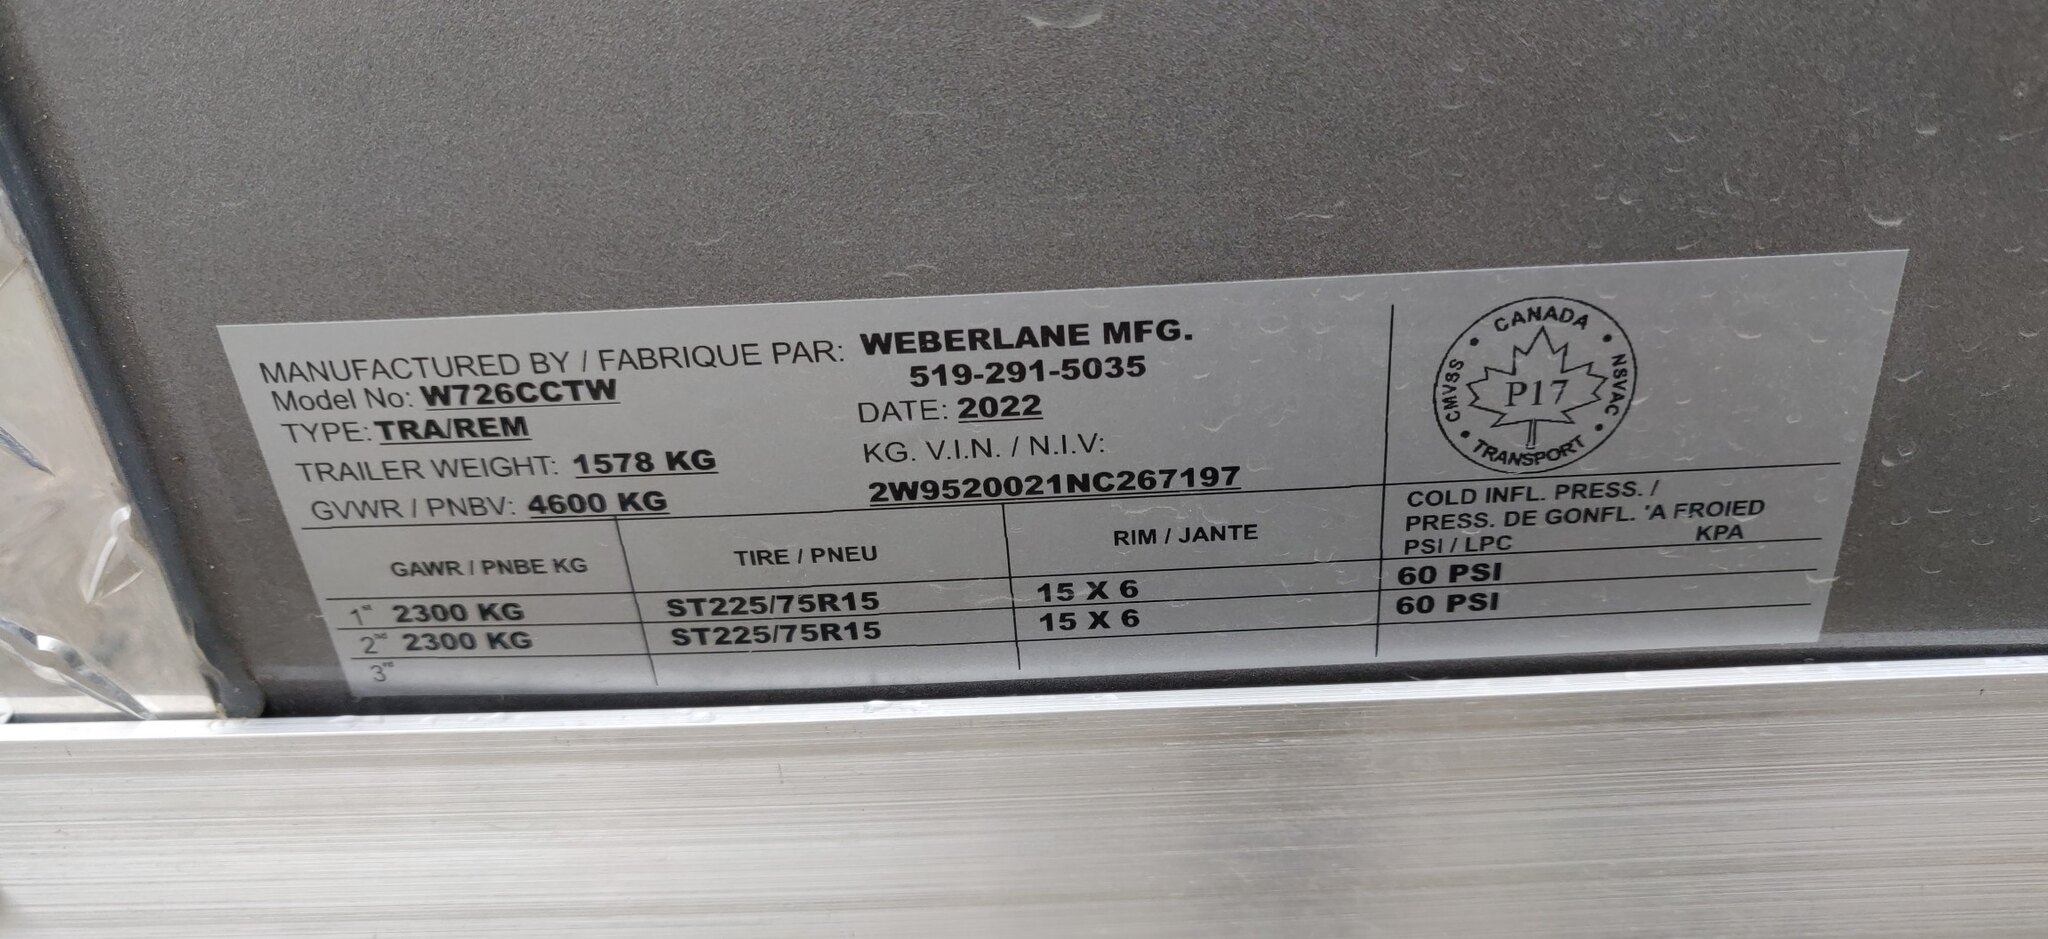 MANUFACTURED BY / FABRIQUE PAR: WEBERLANE MFG.
519-291-5035
Model No: W726CCTW
DATE: 2022
TYPE: TRA/REM
KG. V.I.N. / N.I.V:
TRAILER WEIGHT: 1578 KG
2W9520021NC267197
GVWR / PNBV: 4600 KG
CANADA
CMVSS
NSVAC
P17
TRANSPORT
GAWR / PNBE KG TIRE / PNEU RIM / JANTE
COLD INFL. PRESS. /
PRESS. DE GONFL. 'A FROIED
PSI / LPC KPA
1st 2300 KG ST225/75R15 15 X 6 60 PSI
2nd 2300 KG ST225/75R15 15 X 6 60 PSI
3rd